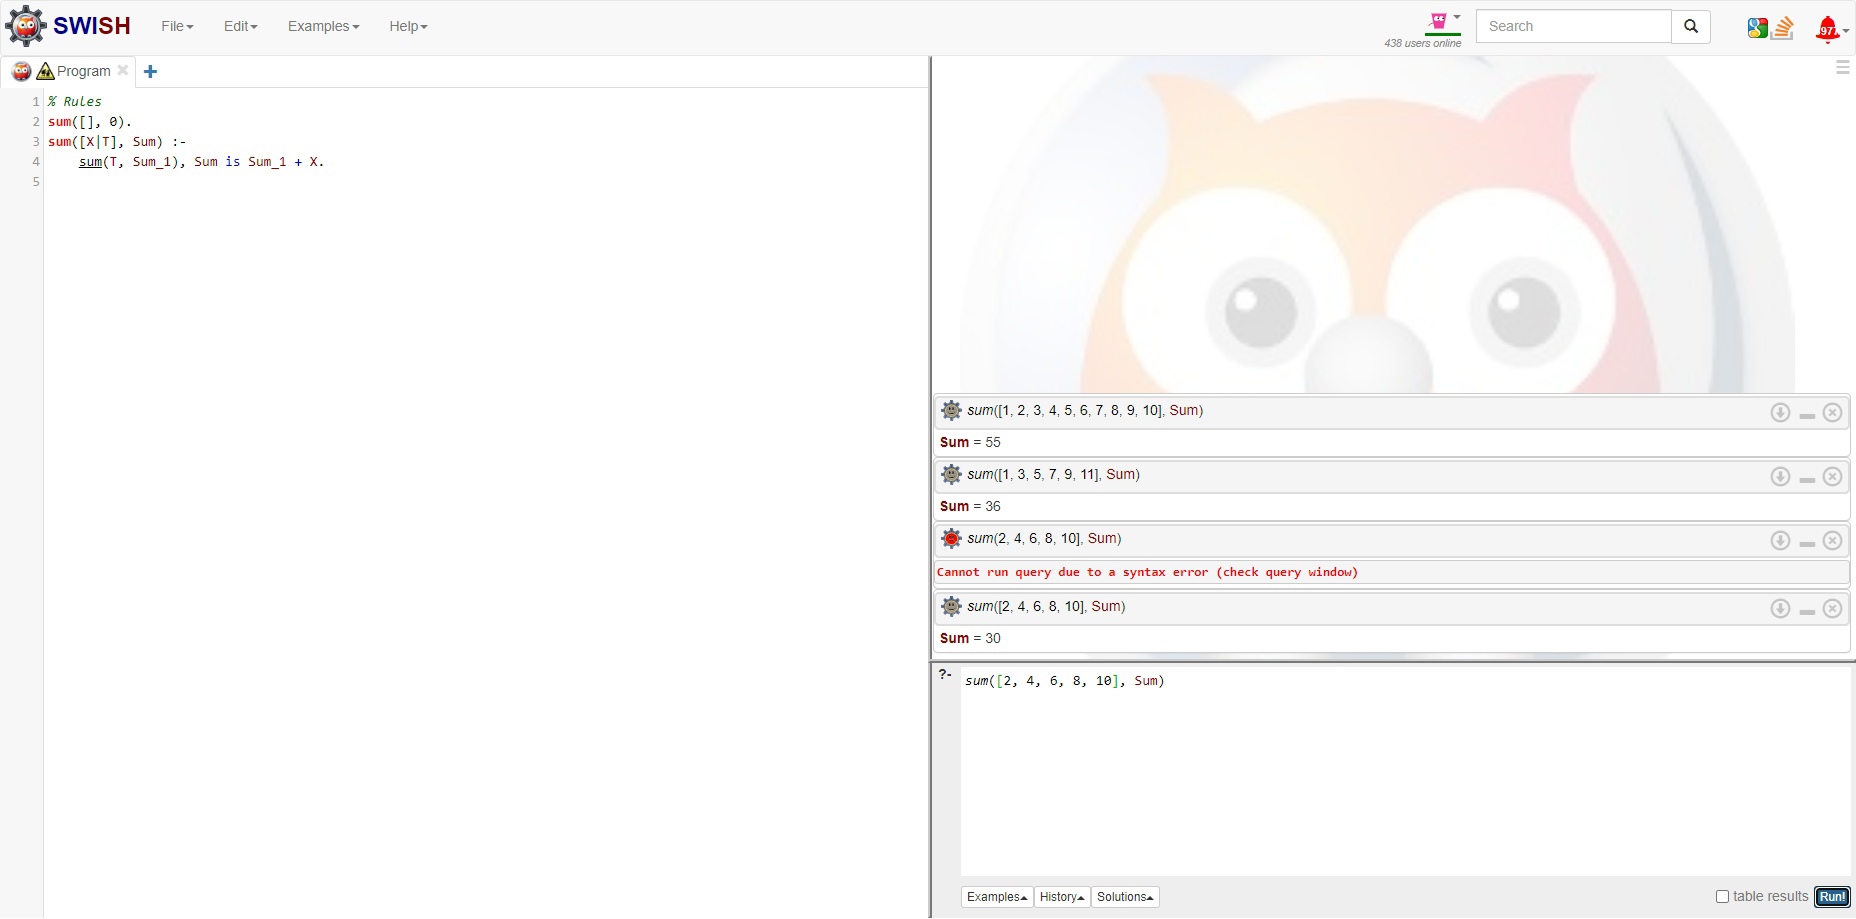 SWISH File Edit Examples Help 438 users online Search 97
Program
1 % Rules
2 sum([], 0).
3 sum([X|T], Sum) :-
4 sum(T, Sum_1), Sum is Sum_1 + X.
5
sum([1, 2, 3, 4, 5, 6, 7, 8, 9, 10], Sum)
Sum = 55
sum([1, 3, 5, 7, 9, 11], Sum)
Sum = 36
sum(2, 4, 6, 8, 10], Sum)
Cannot run query due to a syntax error (check query window)
sum([2, 4, 6, 8, 10], Sum)
Sum = 30
?- sum([2, 4, 6, 8, 10], Sum)
Examples History Solutions table results Run!